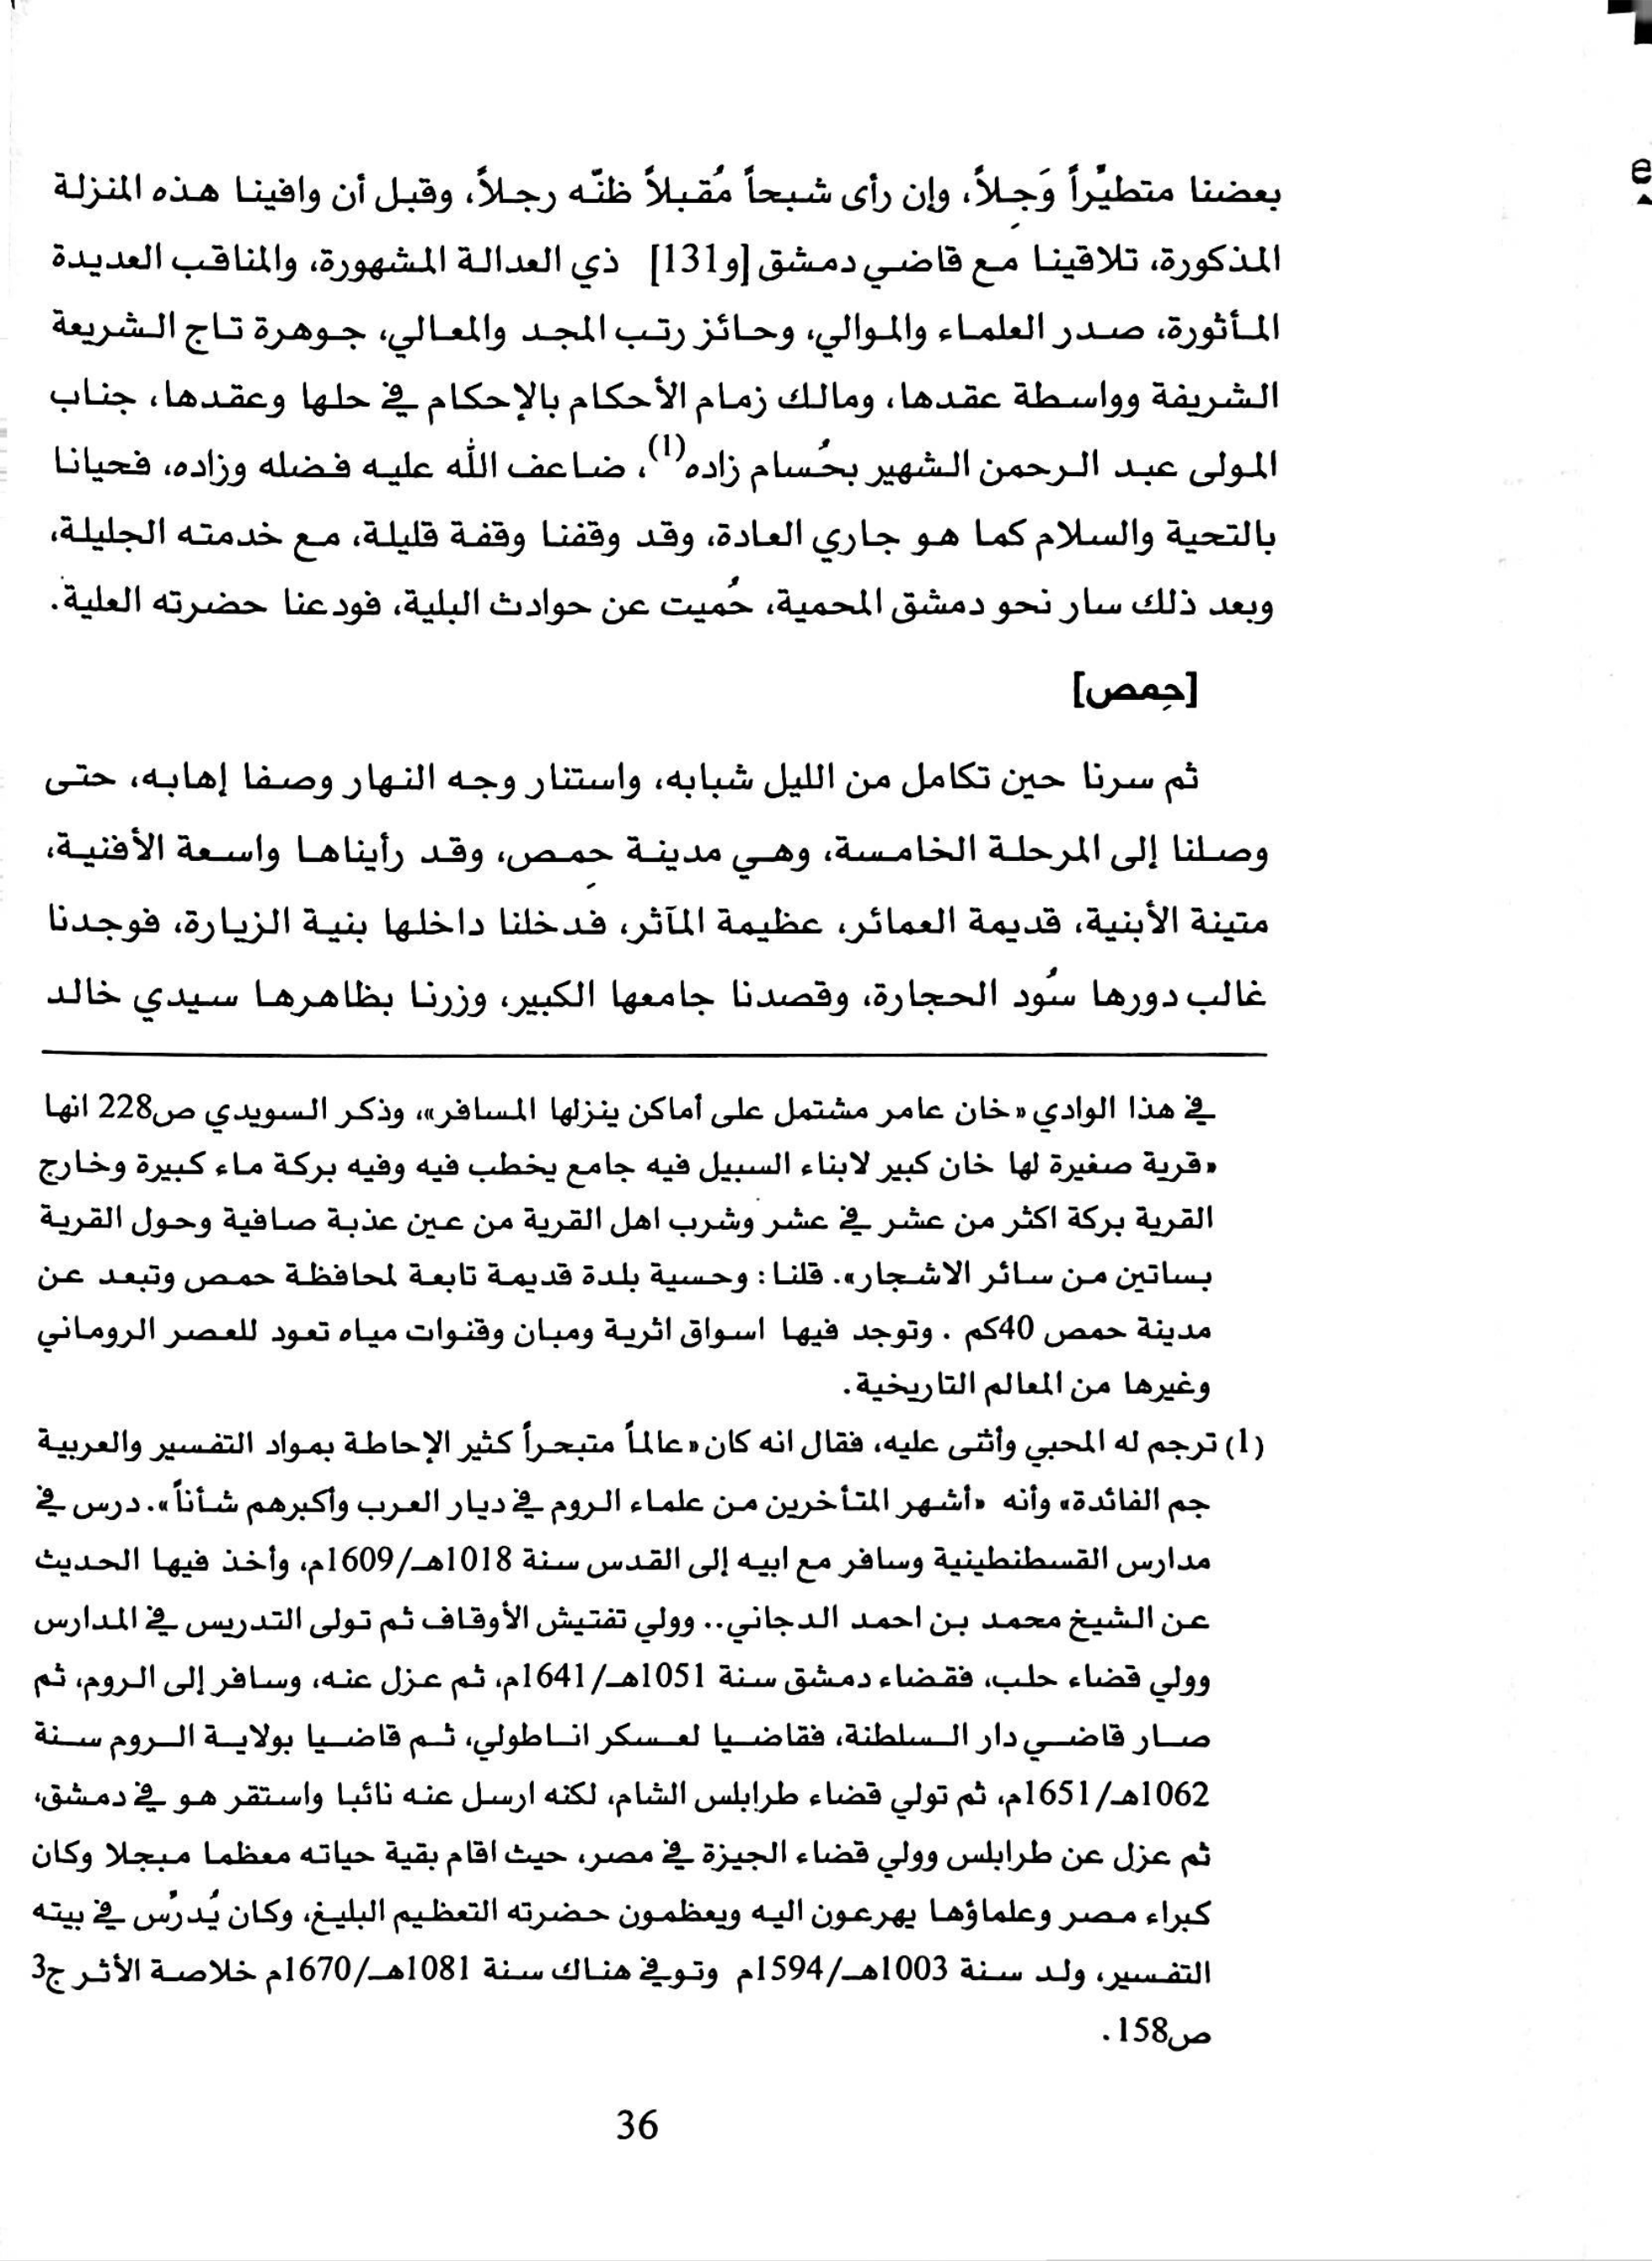 بعضنا متطيِّراً وَجِلاً، وإن رأى شبحاً مُقبلاً ظنّه رجلاً، وقبل أن وافينا هذه المنزلة
المذكورة، تلاقينا مع قاضي دمشق [و131] ذي العدالة المشهورة، والمناقب العديدة
المأثورة، صدر العلماء والموالي، وحائز رتب المجد والمعالي، جوهرة تاج الشريعة
الشريفة وواسطة عقدها، ومالك زمام الأحكام بالإحكام في حلها وعقدها، جناب
المولى عبد الرحمن الشهير بحُسام زاده(1)، ضاعف الله عليه فضله وزاده، فحيانا
بالتحية والسلام كما هو جاري العادة، وقد وقفنا وقفة قليلة، مع خدمته الجليلة،
وبعد ذلك سار نحو دمشق المحمية، حُميت عن حوادث البلية، فودعنا حضرته العلية.
[حِمص]
ثم سرنا حين تكامل من الليل شبابه، واستنار وجه النهار وصفا إهابه، حتى
وصلنا إلى المرحلة الخامسة، وهي مدينة حِمص، وقد رأيناها واسعة الأفنية،
متينة الأبنية، قديمة العمائر، عظيمة المآثر، فدخلنا داخلها بنية الزيارة، فوجدنا
غالب دورها سُود الحجارة، وقصدنا جامعها الكبير، وزرنا بظاهرها سيدي خالد
في هذا الوادي «خان عامر مشتمل على أماكن ينزلها المسافر»، وذكر السويدي ص228 انها
«قرية صغيرة لها خان كبير لابناء السبيل فيه جامع يخطب فيه وفيه بركة ماء كبيرة وخارج
القرية بركة اكثر من عشر في عشر وشرب اهل القرية من عين عذبة صافية وحول القرية
بساتين من سائر الاشجار». قلنا: وحسية بلدة قديمة تابعة لمحافظة حمص وتبعد عن
مدينة حمص 40كم . وتوجد فيها اسواق اثرية ومبان وقنوات مياه تعود للعصر الروماني
وغيرها من المعالم التاريخية.
(1) ترجم له المحبي وأثنى عليه، فقال انه كان «عالماً متبحراً كثير الإحاطة بمواد التفسير والعربية
جم الفائدة» وأنه «أشهر المتأخرين من علماء الروم في ديار العرب وأكبرهم شأناً». درس في
مدارس القسطنطينية وسافر مع ابيه إلى القدس سنة 1018هـ/1609م، وأخذ فيها الحديث
عن الشيخ محمد بن احمد الدجاني.. وولي تفتيش الأوقاف ثم تولى التدريس في المدارس
وولي قضاء حلب، فقضاء دمشق سنة 1051هـ/1641م، ثم عزل عنه، وسافر إلى الروم، ثم
صار قاضي دار السلطنة، فقاضيا لعسكر اناطولي، ثم قاضيا بولاية الروم سنة
1062هـ/1651م، ثم تولي قضاء طرابلس الشام، لكنه ارسل عنه نائبا واستقر هو في دمشق،
ثم عزل عن طرابلس وولي قضاء الجيزة في مصر، حيث اقام بقية حياته معظما مبجلا وكان
كبراء مصر وعلماؤها يهرعون اليه ويعظمون حضرته التعظيم البليغ، وكان يُدرّس في بيته
التفسير، ولد سنة 1003هـ/1594م وتوفي هناك سنة 1081هـ/1670م خلاصة الأثر ج3
ص158.
36